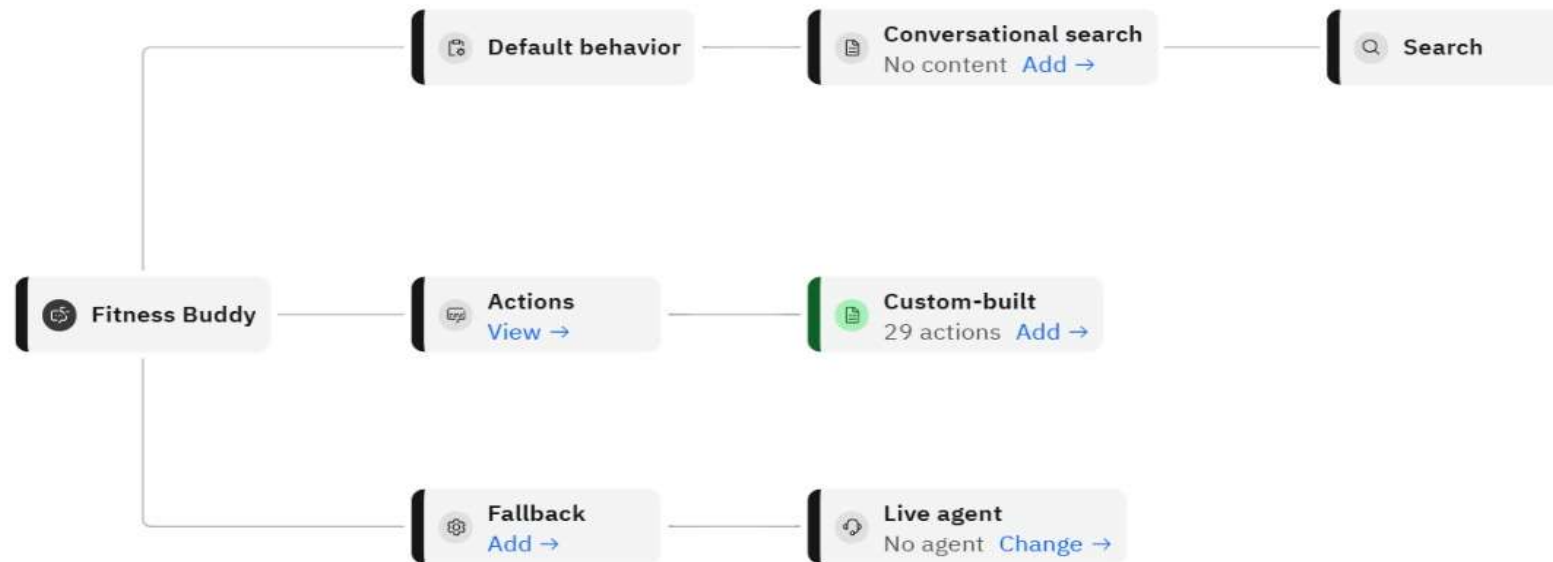 Default behavior
Conversational search
No content Add →
Search
Fitness Buddy
Actions
View →
Custom-built
29 actions Add →
Fallback
Add →
Live agent
No agent Change →